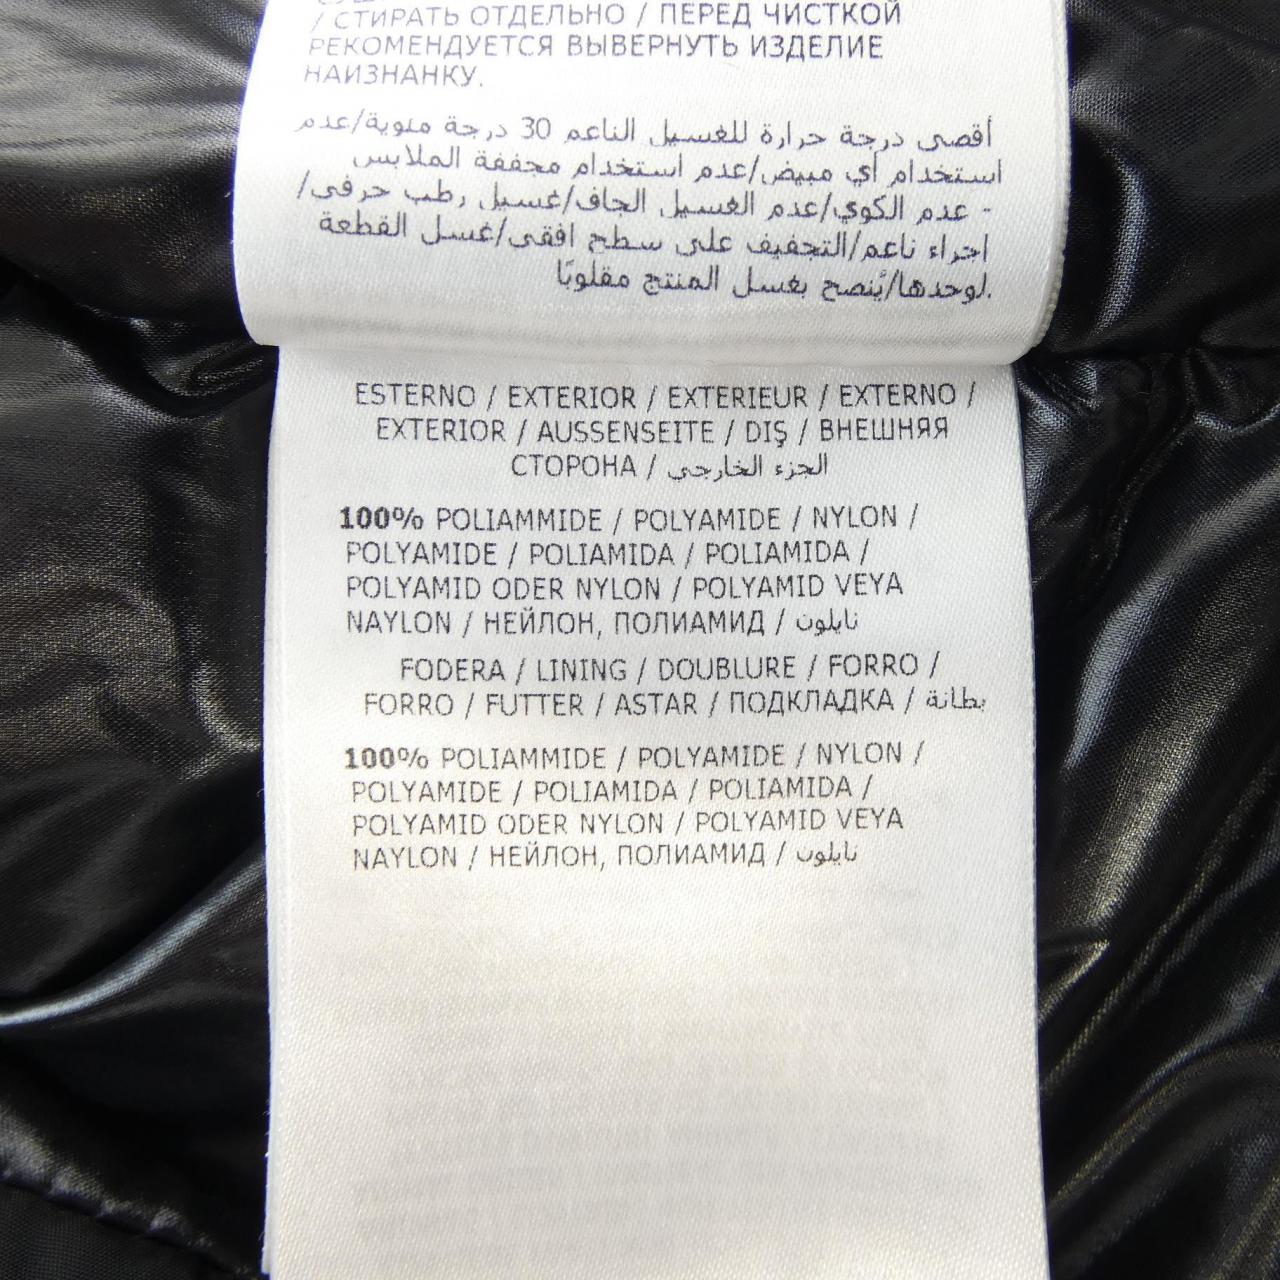 / СТИРАТЬ ОТДЕЛЬНО / ПЕРЕД ЧИСТКОЙ
РЕКОМЕНДУЕТСЯ ВЫВЕРНУТЬ ИЗДЕЛИЕ
НАИЗНАНКУ.
أقصى درجة حرارة للغسيل الناعم 30 درجة مئوية/عدم
استخدام أي مبيض/عدم استخدام مجففة الملابس
- عدم الكوي/عدم الغسيل الجاف/غسيل رطب حرفي/
اجراء ناعم/التجفيف على سطح افقي/غسل القطعة
لوحدها/يُنصح بغسل المنتج مقلوبًا.
ESTERNO / EXTERIOR / EXTERIEUR / EXTERNO /
EXTERIOR / AUSSENSEITE / DIŞ / ВНЕШНЯЯ
СТОРОНА / الجزء الخارجي
100% POLIAMMIDE / POLYAMIDE / NYLON /
POLYAMIDE / POLIAMIDA / POLIAMIDA /
POLYAMID ODER NYLON / POLYAMID VEYA
NAYLON / НЕЙЛОН, ПОЛИАМИД / نايلون
FODERA / LINING / DOUBLURE / FORRO /
FORRO / FUTTER / ASTAR / ПОДКЛАДКА / بطانة
100% POLIAMMIDE / POLYAMIDE / NYLON /
POLYAMIDE / POLIAMIDA / POLIAMIDA /
POLYAMID ODER NYLON / POLYAMID VEYA
NAYLON / НЕЙЛОН, ПОЛИАМИД / نايلون